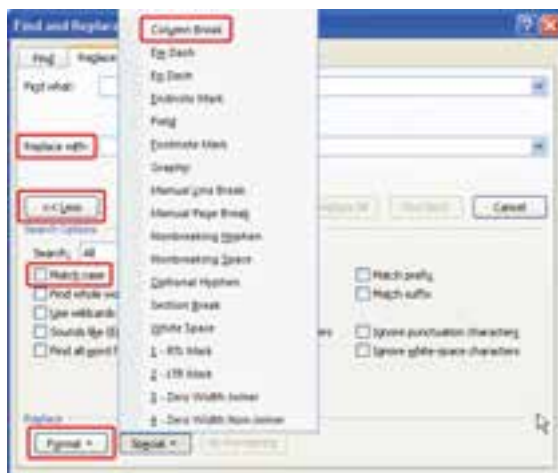 Find and Replace
Find
Replace
Find what:
Replace with:
<< Less
Cancel
Search Options
Search: All
Match case
Find whole
Use wildcards
Sounds like
Find all word
Match prefix
Match suffix
Ignore punctuation characters
Ignore white-space characters
Replace
Format
Special
No Formatting
Column Break
Em Dash
En Dash
Endnote Mark
Field
Footnote Mark
Graphic
Manual Line Break
Manual Page Break
Nonbreaking Hyphen
Nonbreaking Space
Optional Hyphen
Section Break
White Space
1 - RTL Mark
2 - LTR Mark
3 - Zero Width Joiner
4 - Zero Width Non-Joiner